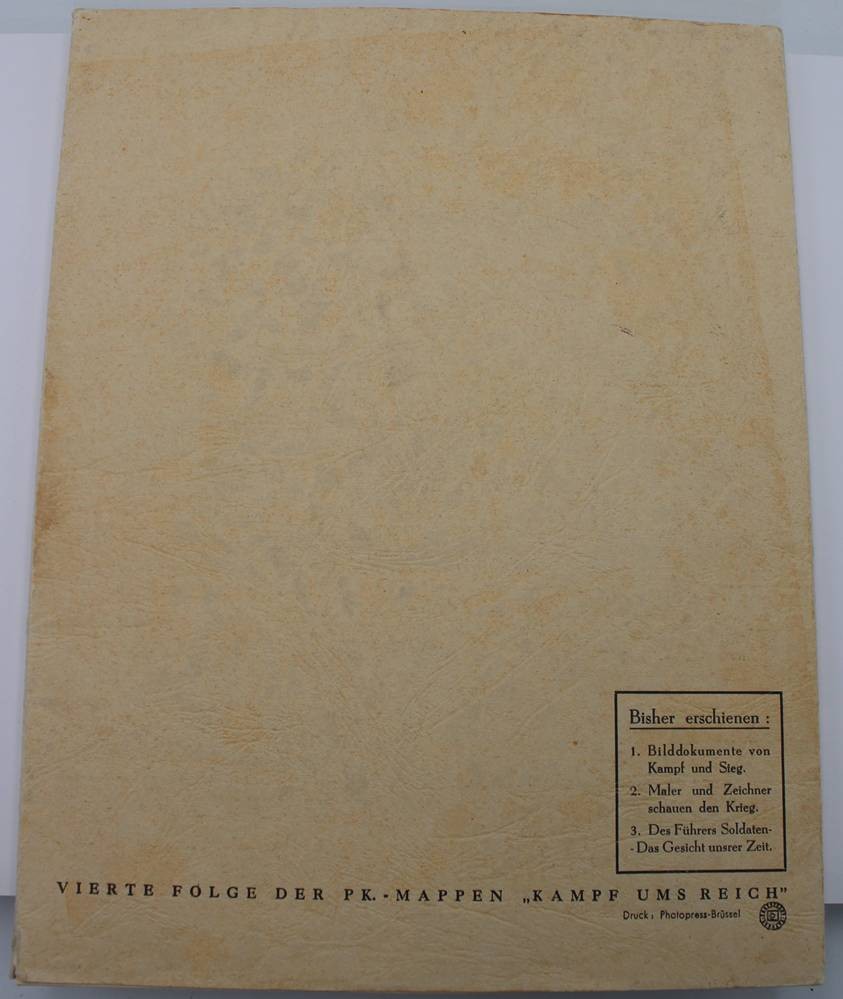 Bisher erschienen :
1. Bilddokumente von
Kampf und Sieg.
2. Maler und Zeichner
schauen den Krieg.
3. Des Führers Soldaten-
- Das Gesicht unsrer Zeit.
VIERTE FOLGE DER PK.-MAPPEN „KAMPF UMS REICH"
Druck : Photopress-Brüssel